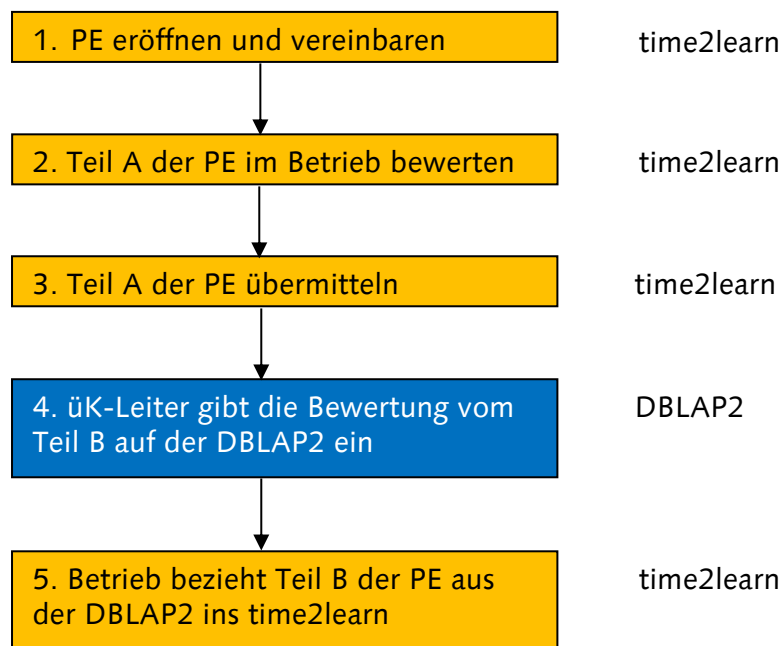 1. PE eröffnen und vereinbaren time2learn
2. Teil A der PE im Betrieb bewerten time2learn
3. Teil A der PE übermitteln time2learn
4. üK-Leiter gibt die Bewertung vom DBLAP2
Teil B auf der DBLAP2 ein
5. Betrieb bezieht Teil B der PE aus time2learn
der DBLAP2 ins time2learn